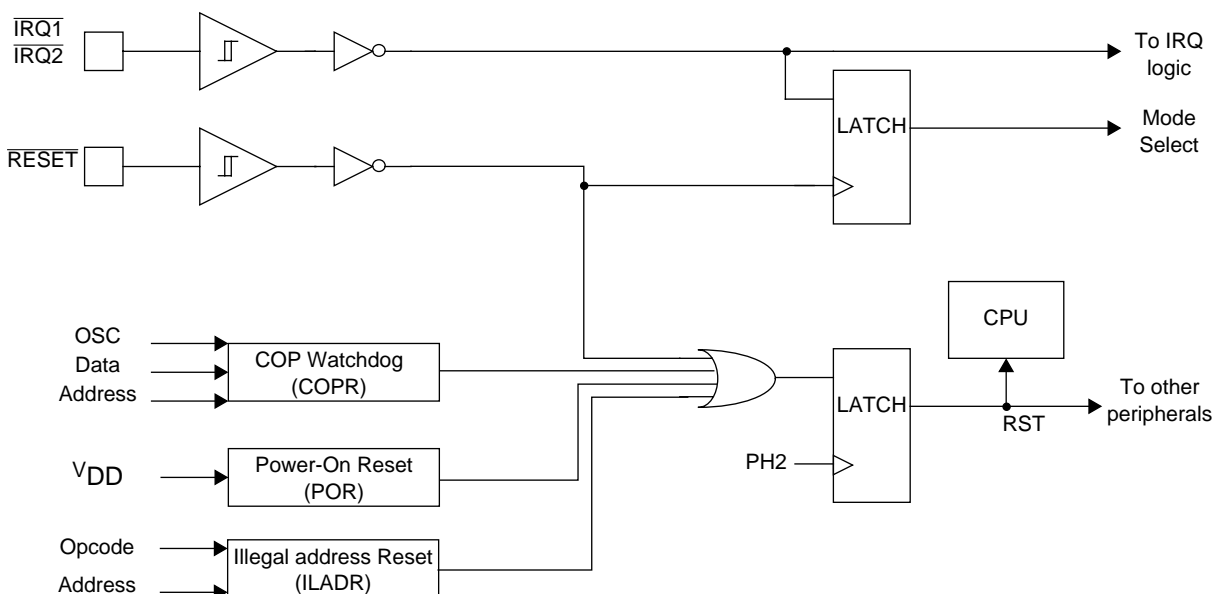 IRQ1
IRQ2
To IRQ
logic
LATCH
Mode
Select
RESET
CPU
OSC
Data
Address
COP Watchdog
(COPR)
LATCH
To other
peripherals
RST
PH2
VDD
Power-On Reset
(POR)
Opcode
Address
Illegal address Reset
(ILADR)